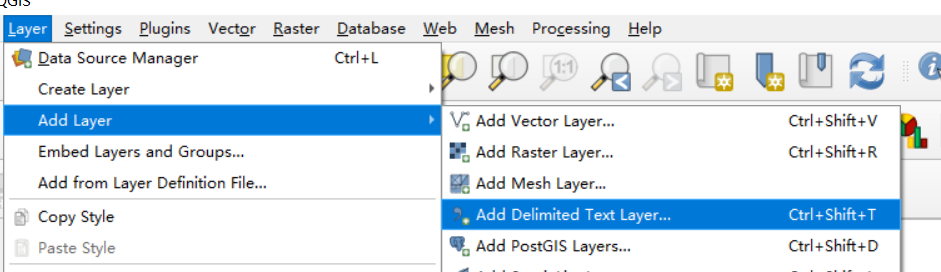 QGIS
Layer Settings Plugins Vector Raster Database Web Mesh Processing Help
Data Source Manager Ctrl+L
Create Layer
Add Layer
Embed Layers and Groups...
Add from Layer Definition File...
Copy Style
Paste Style
1:1
Add Vector Layer... Ctrl+Shift+V
Add Raster Layer... Ctrl+Shift+R
Add Mesh Layer...
Add Delimited Text Layer... Ctrl+Shift+T
Add PostGIS Layers... Ctrl+Shift+D